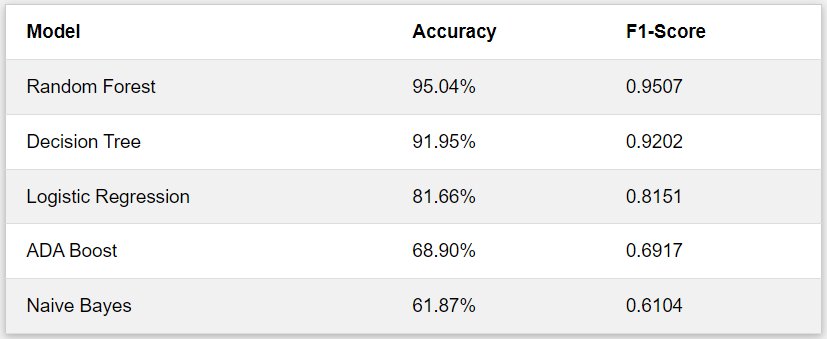 Model Accuracy F1-Score
Random Forest 95.04% 0.9507
Decision Tree 91.95% 0.9202
Logistic Regression 81.66% 0.8151
ADA Boost 68.90% 0.6917
Naive Bayes 61.87% 0.6104